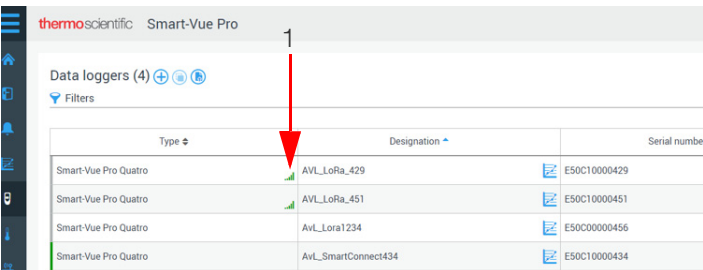 thermoscientific Smart-Vue Pro
1
Data loggers (4)
Filters
Type Designation Serial numbe
Smart-Vue Pro Quatro AVL_LoRa_429 E50C10000429
Smart-Vue Pro Quatro AVL_LoRa_451 E50C10000451
Smart-Vue Pro Quatro AvL_Lora1234 E50C00000456
Smart-Vue Pro Quatro AvL_SmartConnect434 E50C10000434